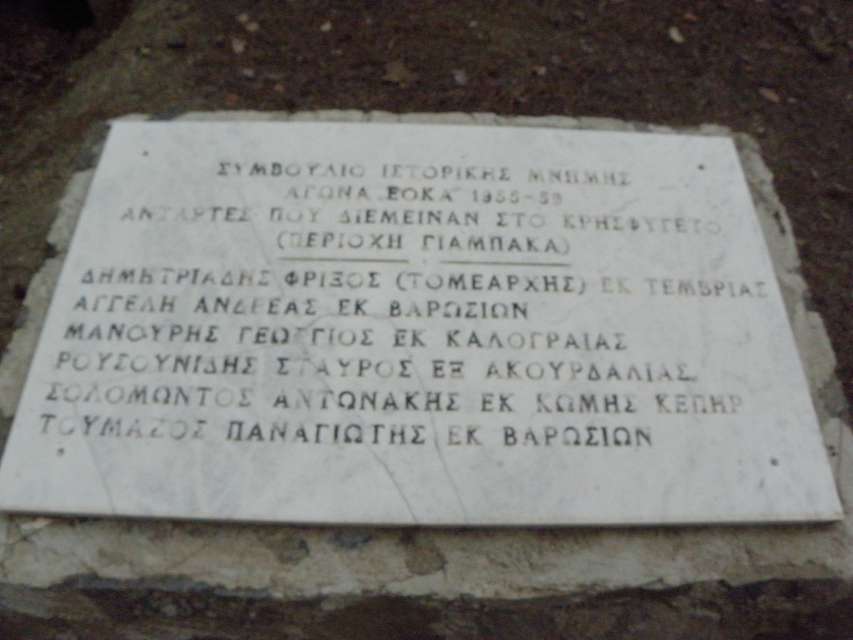 ΣΥΜΒΟΥΛΙΟ ΙΣΤΟΡΙΚΗΣ ΜΝΗΜΗΣ
ΑΓΩΝΑ ΕΟΚΑ 1955-59
ΑΝΤΑΡΤΕΣ ΠΟΥ ΔΙΕΜΕΙΝΑΝ ΣΤΟ ΚΡΗΣΦΥΓΕΤΟ
(ΠΕΡΙΟΧΗ ΓΙΑΜΠΑΚΑ)
ΔΗΜΗΤΡΙΑΔΗΣ ΦΡΙΞΟΣ (ΤΟΜΕΑΡΧΗΣ) ΕΚ ΤΕΜΒΡΙΑΣ
ΑΓΓΕΛΗ ΑΝΔΡΕΑΣ ΕΚ ΒΑΡΩΣΙΩΝ
ΜΑΝΟΥΡΗΣ ΓΕΩΡΓΙΟΣ ΕΚ ΚΑΛΟΓΡΑΙΑΣ
ΡΟΥΣΟΥΝΙΔΗΣ ΣΤΑΥΡΟΣ ΕΞ ΑΚΟΥΡΔΑΛΙΑΣ
ΣΟΛΟΜΩΝΤΟΣ ΑΝΤΩΝΑΚΗΣ ΕΚ ΚΩΜΗΣ ΚΕΠΗΡ
ΤΟΥΜΑΖΟΣ ΠΑΝΑΓΙΩΤΗΣ ΕΚ ΒΑΡΩΣΙΩΝ